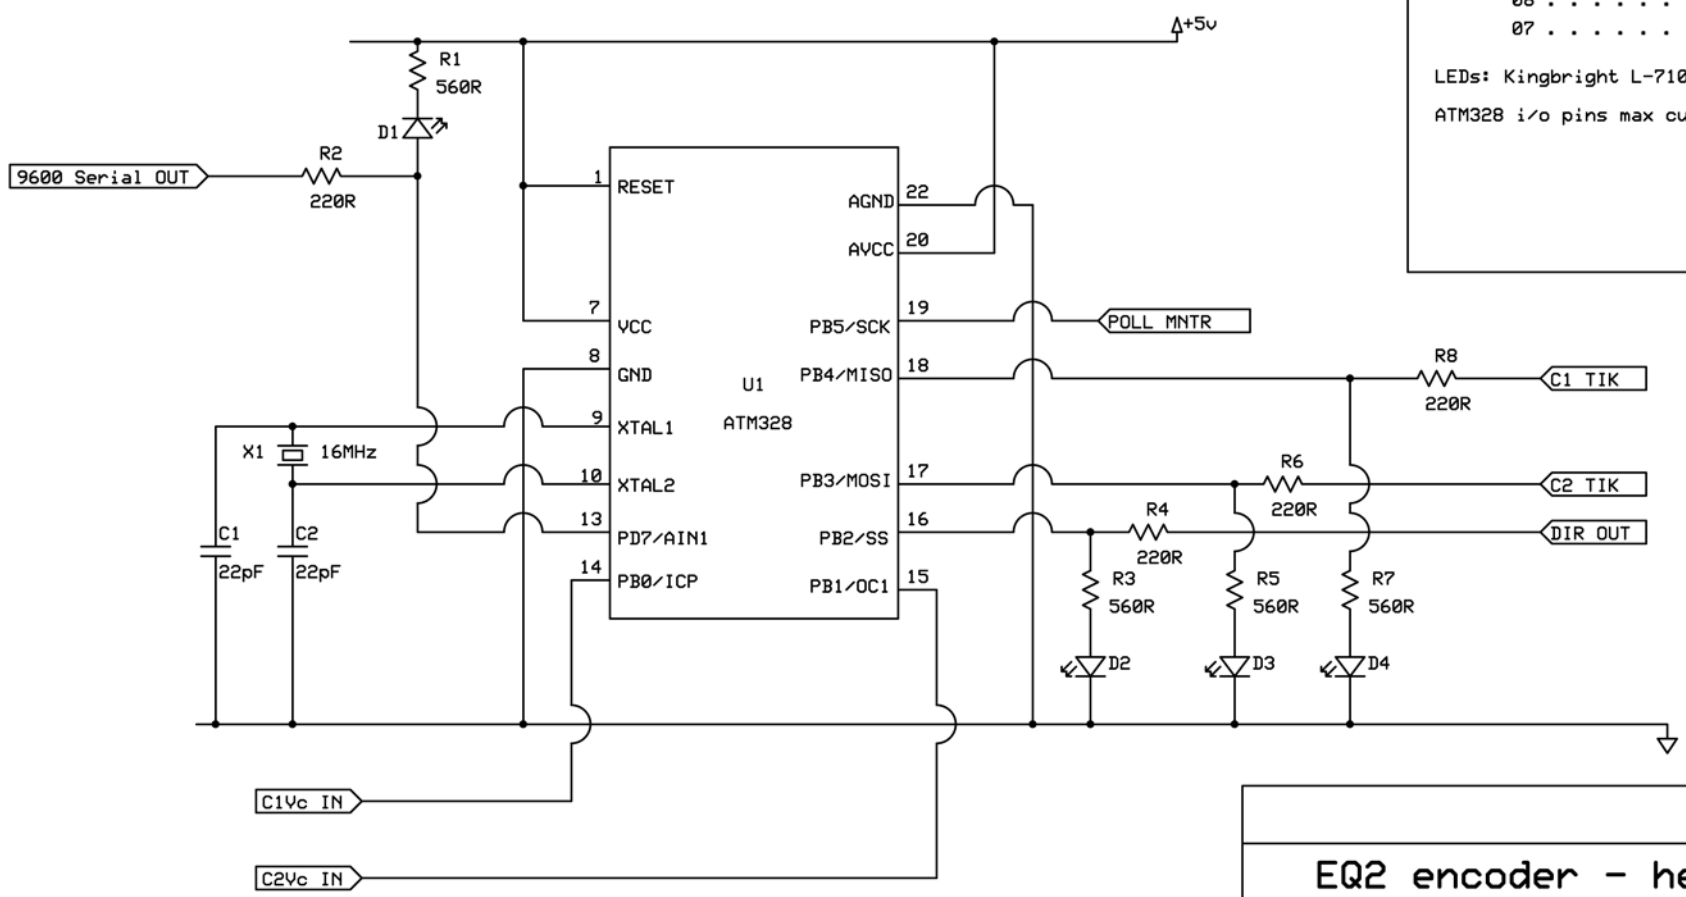 +5v
08 . . . . . .
07 . . . . . .
R1
560R
LEDs: Kingbright L-710
ATM328 i/o pins max cu
D1
R2
9600 Serial OUT
220R
1
RESET
22
AGND
20
AVCC
7
VCC
19
PB5/SCK
POLL MNTR
8
GND
18
PB4/MISO
R8
C1 TIK
220R
U1
ATM328
9
XTAL1
X1
16MHz
10
XTAL2
17
PB3/MOSI
R6
C2 TIK
220R
13
PD7/AIN1
16
PB2/SS
R4
DIR OUT
220R
C1
22pF
C2
22pF
14
PB0/ICP
15
PB1/OC1
R3
560R
R5
560R
R7
560R
D2
D3
D4
C1Vc IN
C2Vc IN
EQ2 encoder - he